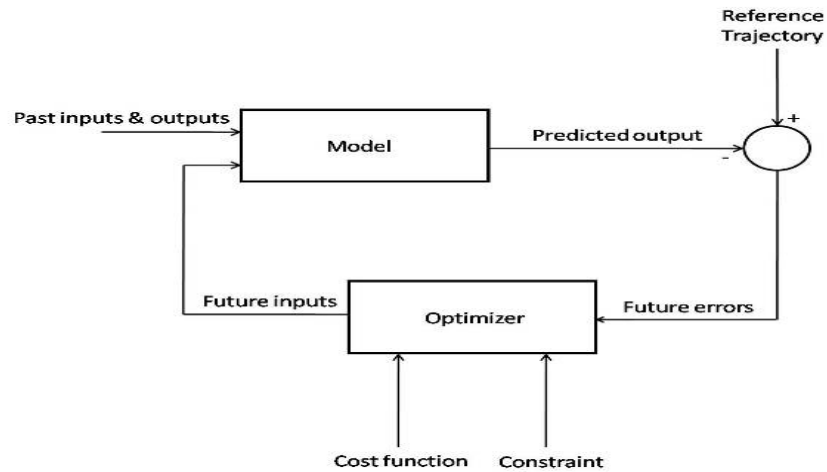 Reference
Trajectory
Past inputs & outputs
+
Model
Predicted output
-
Future inputs
Optimizer
Future errors
Cost function
Constraint